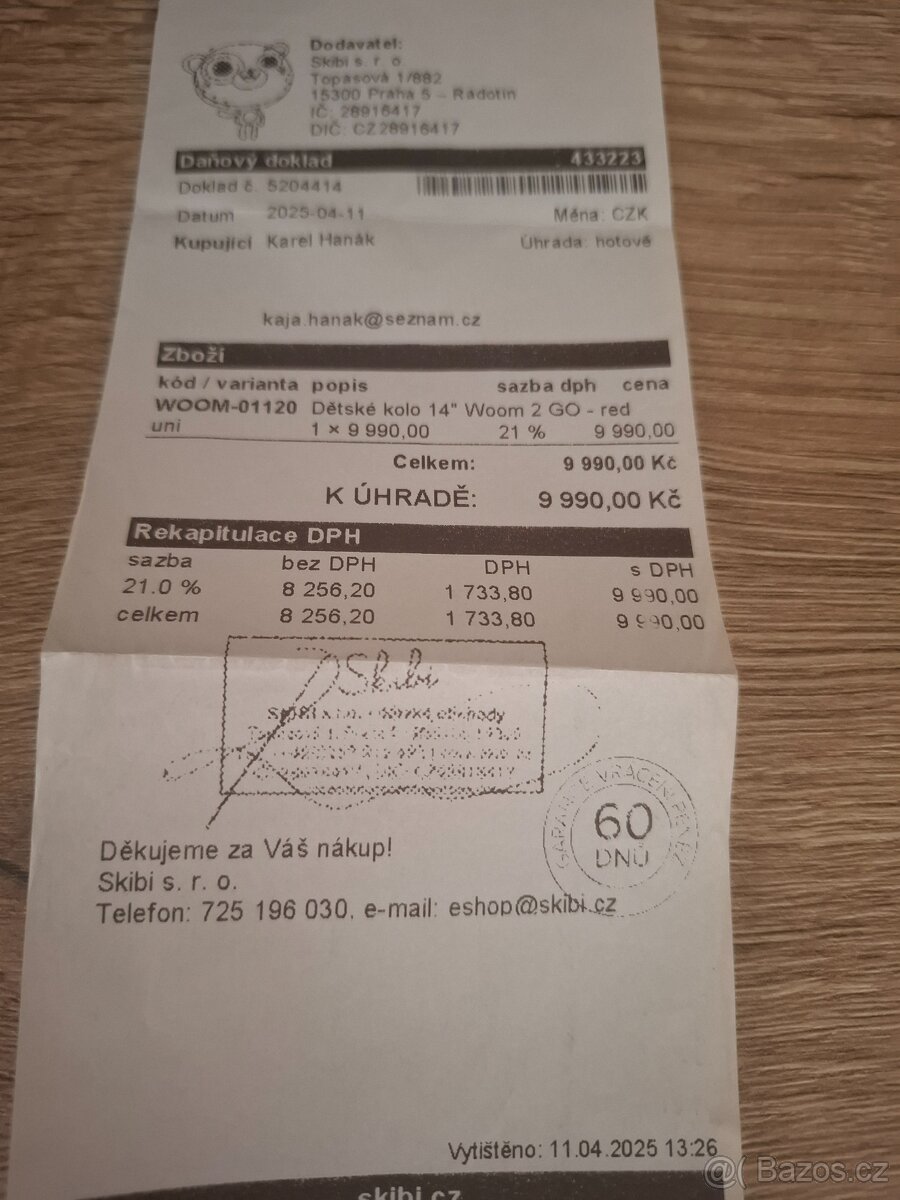 Dodavatel:
Skibi s. r. o.
Topasová 1/882
15300 Praha 5 – Radotín
IČ: 28916417
DIČ: CZ28916417
Daňový doklad 433223
Doklad č. 5204414
Datum 2025-04-11 Měna: CZK
Kupující Karel Hanák Úhrada: hotově
kaja.hanak@seznam.cz
Zboží
kód / varianta popis sazba dph cena
WOOM-01120 Dětské kolo 14" Woom 2 GO - red
uni 1 × 9 990,00 21 % 9 990,00
Celkem: 9 990,00 Kč
K ÚHRADĚ: 9 990,00 Kč
Rekapitulace DPH
sazba bez DPH DPH s DPH
21.0 % 8 256,20 1 733,80 9 990,00
celkem 8 256,20 1 733,80 9 990,00
Skibi
GARANCE VRÁCENÍ PENĚZ
60
DNŮ
Děkujeme za Váš nákup!
Skibi s. r. o.
Telefon: 725 196 030, e-mail: eshop@skibi.cz
Vytištěno: 11.04.2025 13:26
skibi.cz
@( Bazos.cz